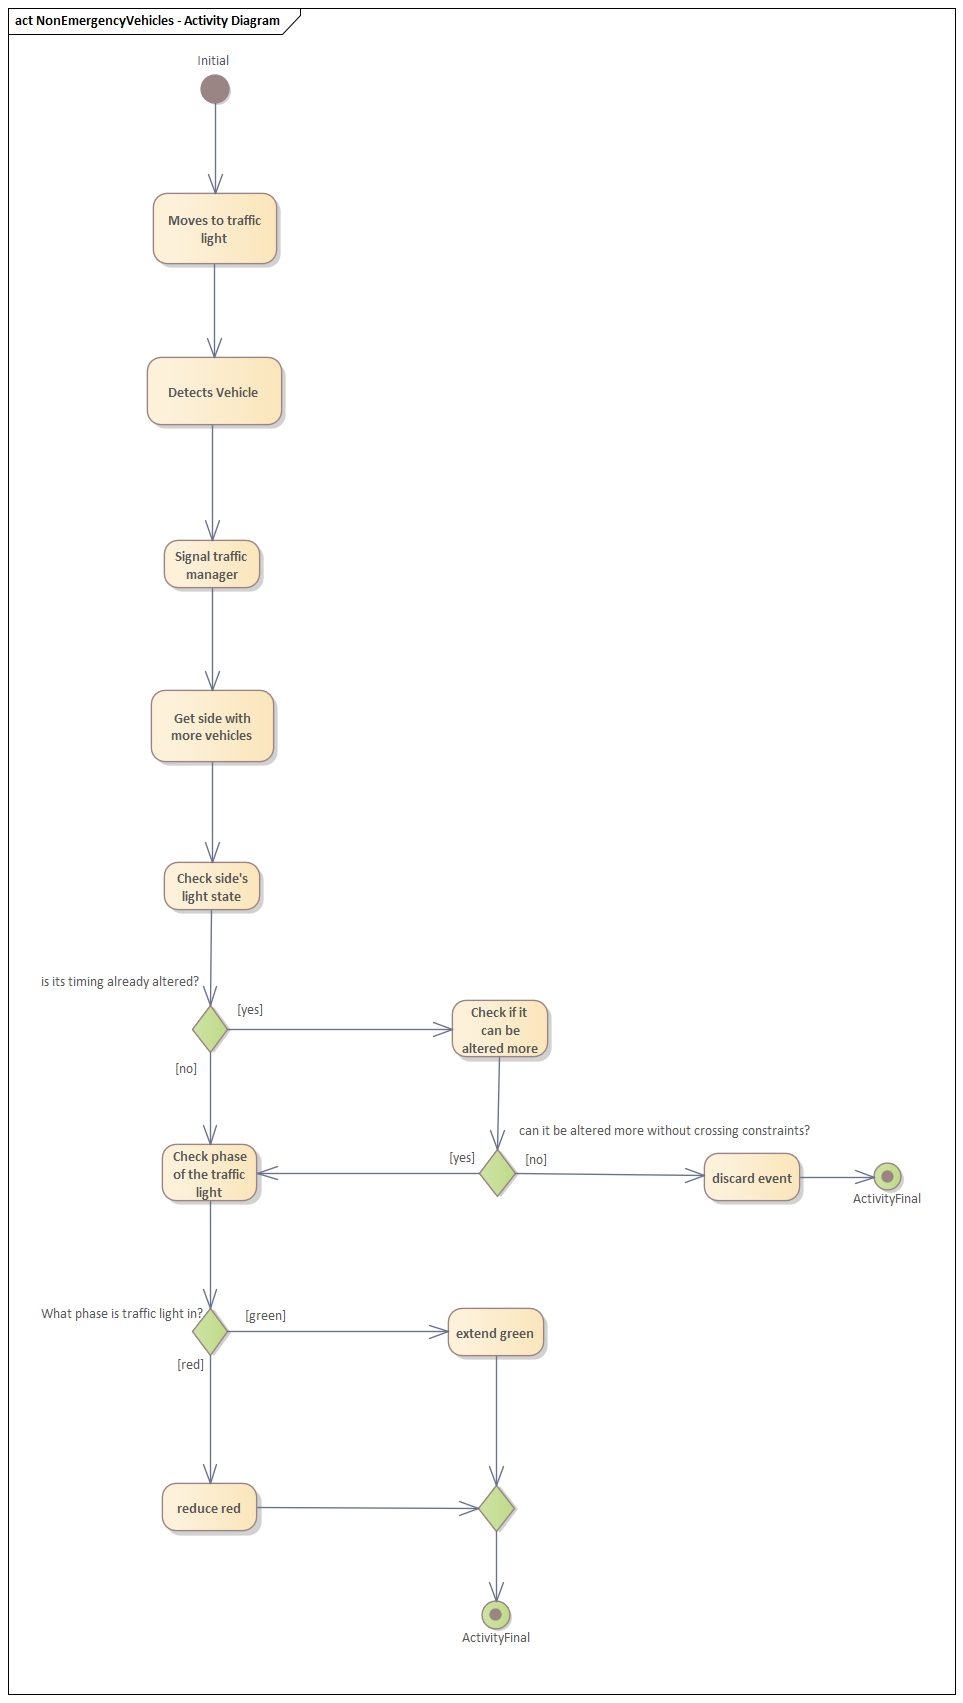 act NonEmergencyVehicles - Activity Diagram
Initial
Moves to traffic
light
Detects Vehicle
Signal traffic
manager
Get side with
more vehicles
Check side's
light state
is its timing already altered?
[yes]
[no]
Check if it
can be
altered more
can it be altered more without crossing constraints?
[yes]
[no]
Check phase
of the traffic
light
discard event
ActivityFinal
What phase is traffic light in?
[green]
[red]
extend green
reduce red
ActivityFinal